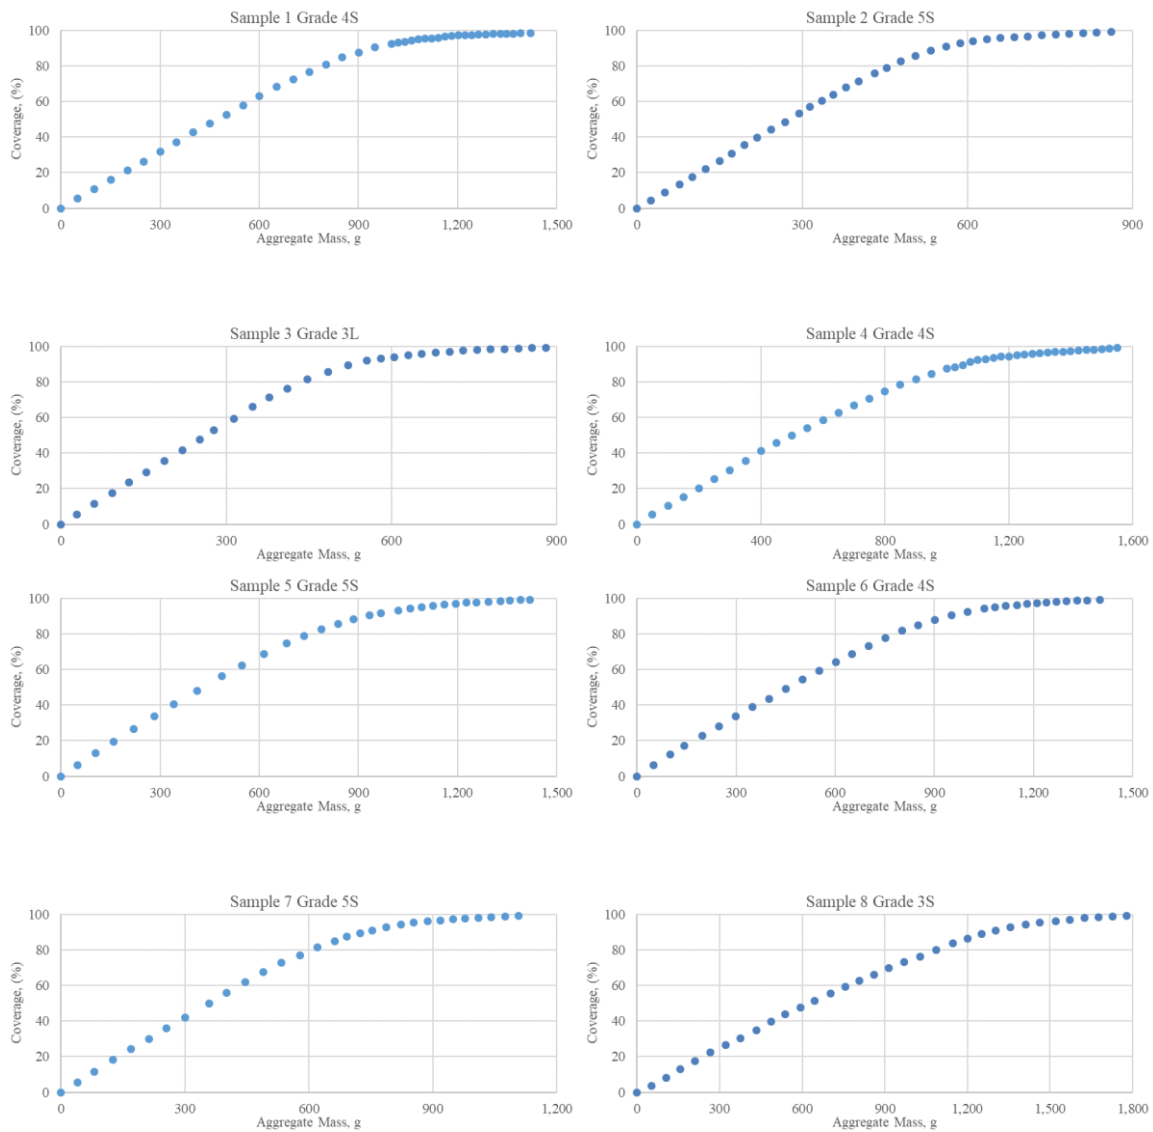 Sample 1 Grade 4S
100
80
60
40
20
0
Coverage, (%)
0 300 600 900 1,200 1,500
Aggregate Mass, g
Sample 2 Grade 5S
100
80
60
40
20
0
Coverage, (%)
0 300 600 900
Aggregate Mass, g
Sample 3 Grade 3L
100
80
60
40
20
0
Coverage, (%)
0 300 600 900
Aggregate Mass, g
Sample 4 Grade 4S
100
80
60
40
20
0
Coverage, (%)
0 400 800 1,200 1,600
Aggregate Mass, g
Sample 5 Grade 5S
100
80
60
40
20
0
Coverage, (%)
0 300 600 900 1,200 1,500
Aggregate Mass, g
Sample 6 Grade 4S
100
80
60
40
20
0
Coverage, (%)
0 300 600 900 1,200 1,500
Aggregate Mass, g
Sample 7 Grade 5S
100
80
60
40
20
0
Coverage, (%)
0 300 600 900 1,200
Aggregate Mass, g
Sample 8 Grade 3S
100
80
60
40
20
0
Coverage, (%)
0 300 600 900 1,200 1,500 1,800
Aggregate Mass, g